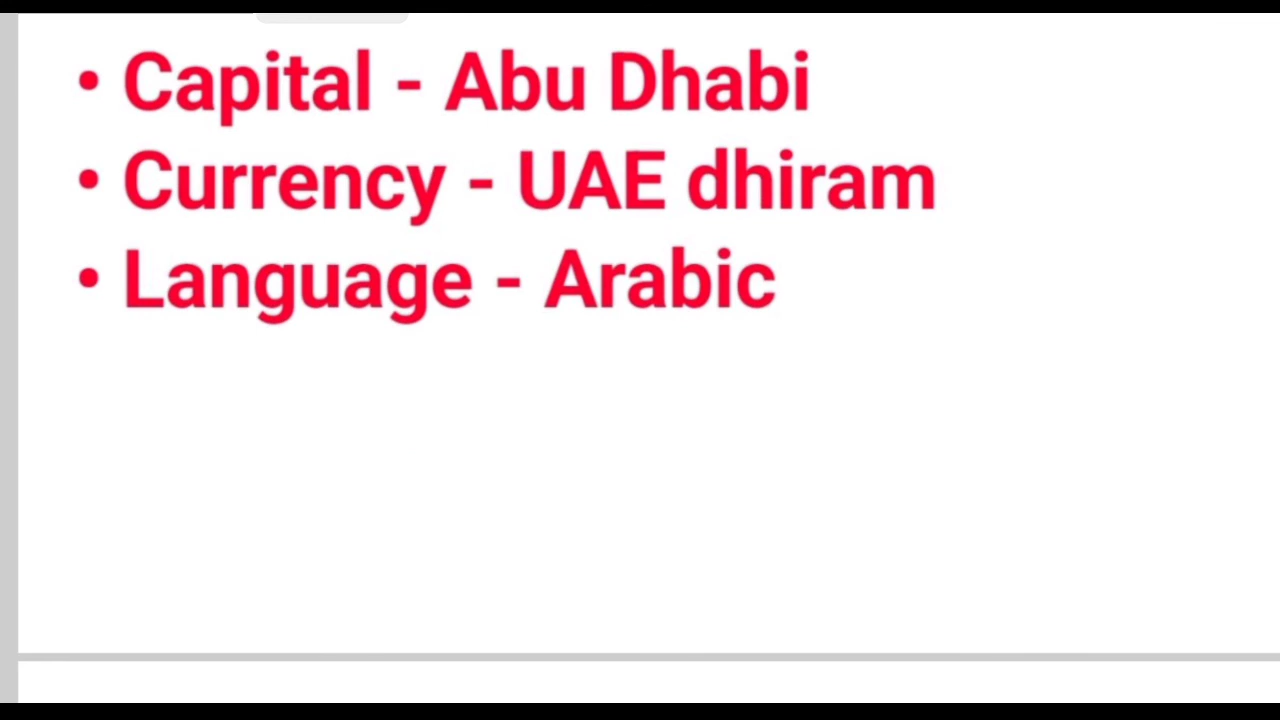 • Capital - Abu Dhabi
• Currency - UAE dhiram
• Language - Arabic